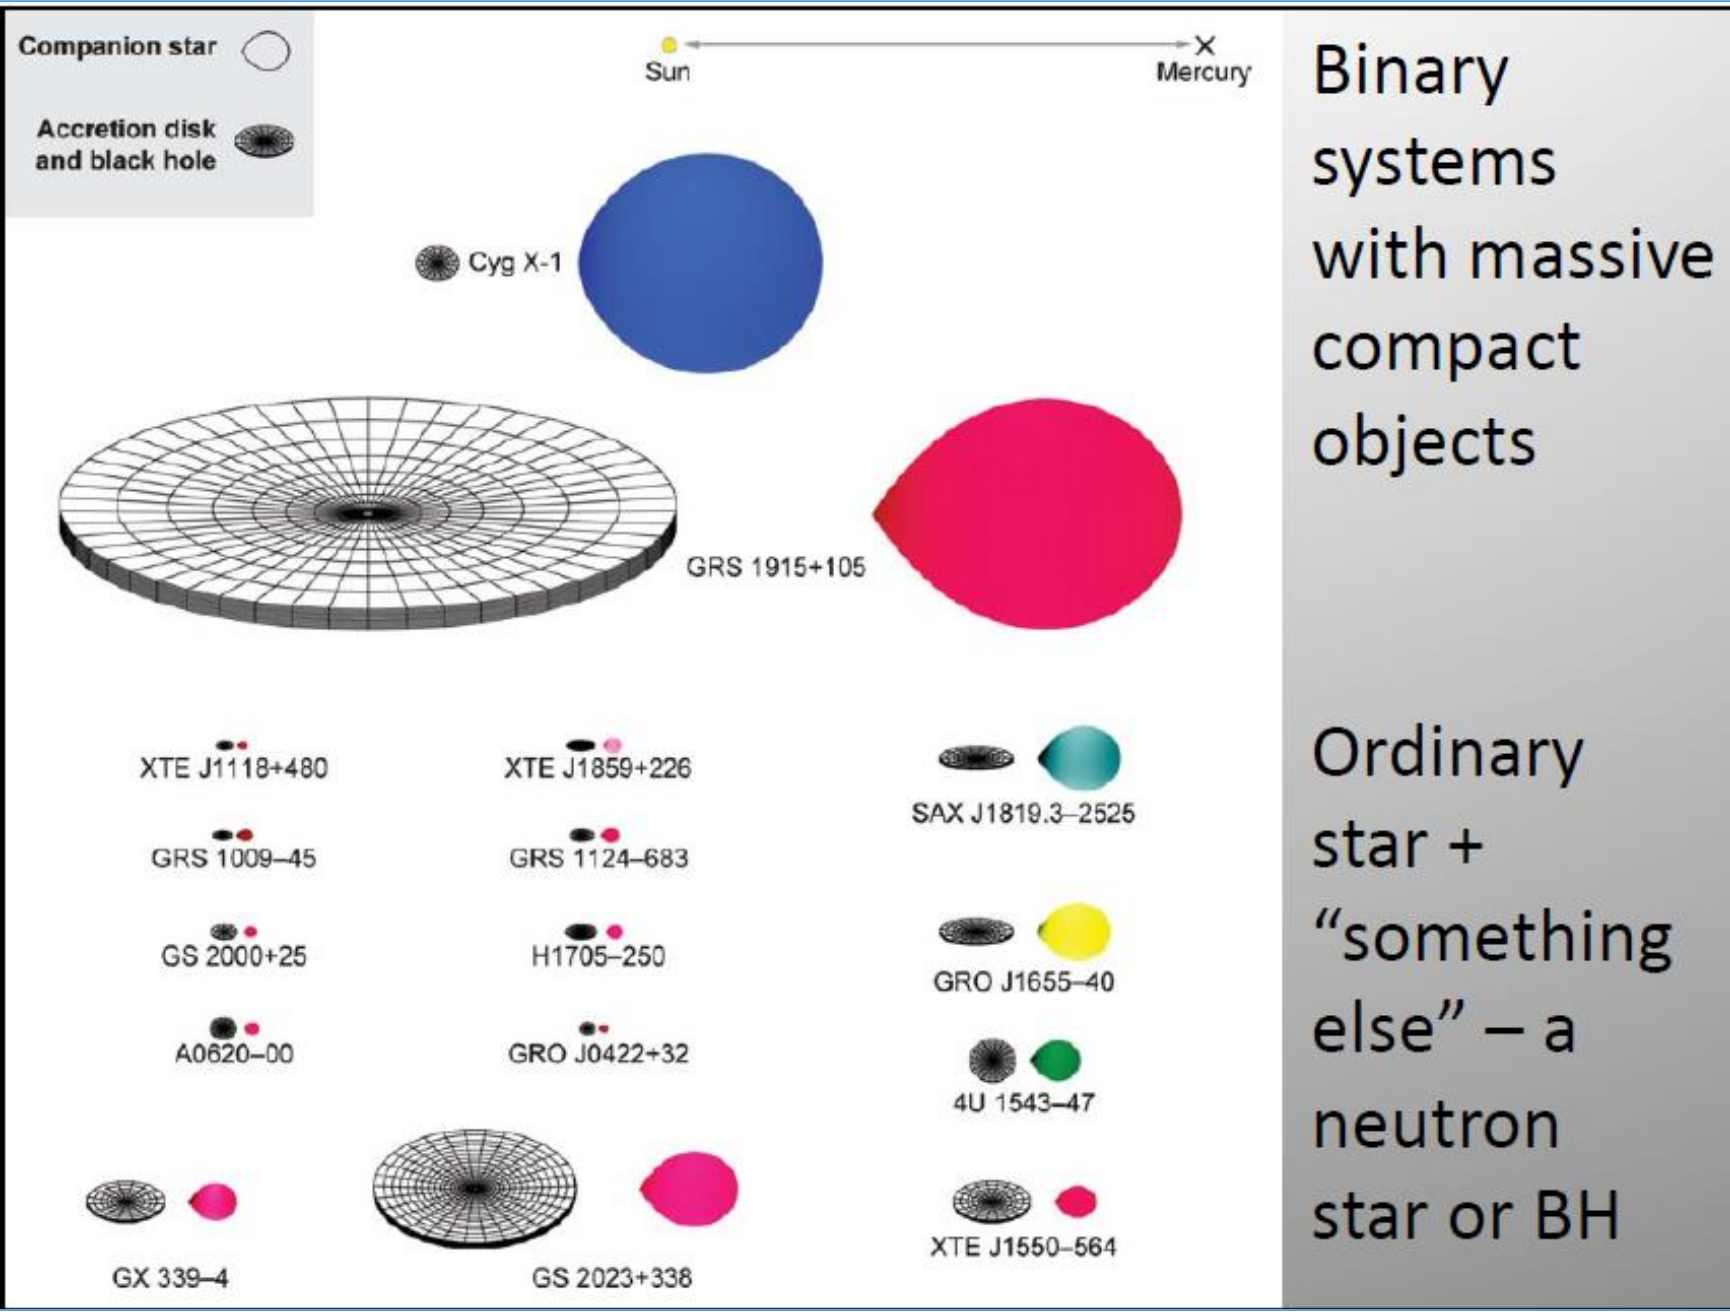 Companion star
Accretion disk
and black hole
Sun
Mercury
Cyg X-1
GRS 1915+105
XTE J1118+480
XTE J1859+226
SAX J1819.3–2525
GRS 1009–45
GRS 1124–683
GS 2000+25
H1705–250
GRO J1655–40
A0620–00
GRO J0422+32
4U 1543–47
XTE J1550–564
GX 339–4
GS 2023+338
Binary
systems
with massive
compact
objects
Ordinary
star +
“something
else” – a
neutron
star or BH